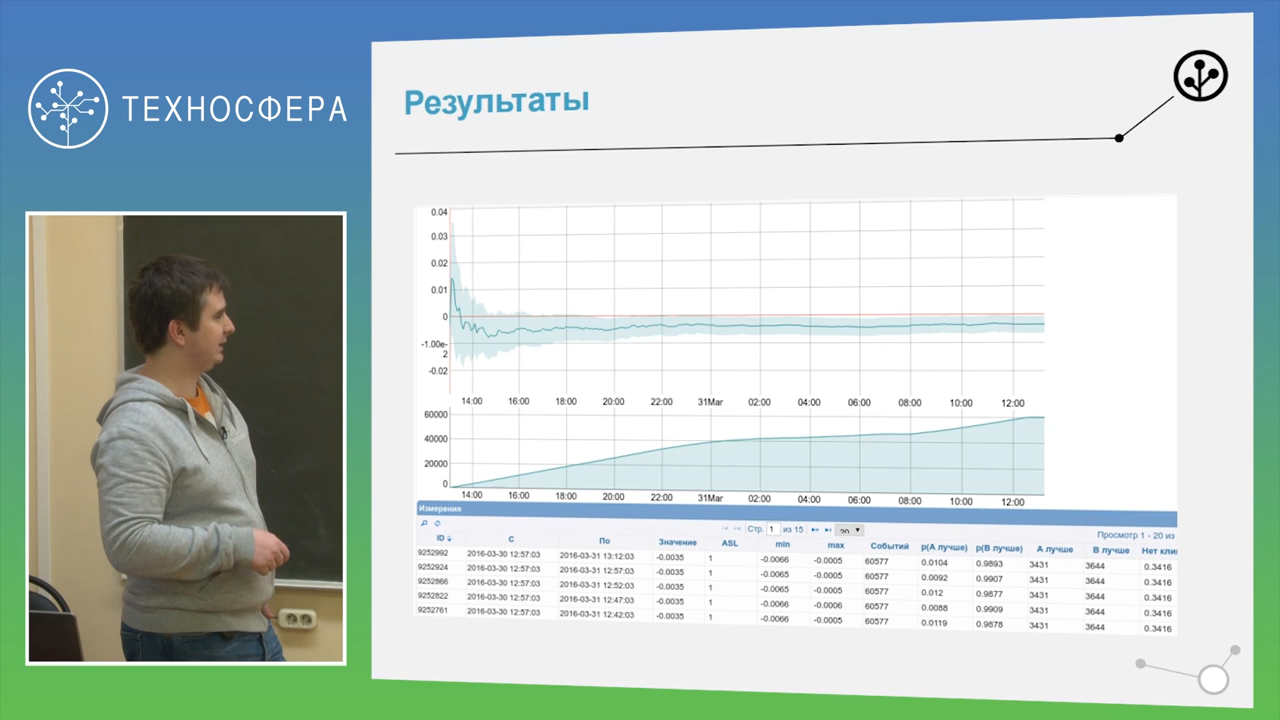 ТЕХНОСФЕРА
Результаты
0.04
0.03
0.02
0.01
0
-1.00e-
2
-0.02
14:00 16:00 18:00 20:00 22:00 31Mar 02:00 04:00 06:00 08:00 10:00 12:00
60000
40000
20000
0
14:00 16:00 18:00 20:00 22:00 31Mar 02:00 04:00 06:00 08:00 10:00 12:00
Измерения
Стр. 1 из 15 20 Просмотр 1 - 20 из
ID С По Значение ASL min max Событий p(A лучше) p(B лучше) A лучше B лучше Нет кли
9252992 2016-03-30 12:57:03 2016-03-31 13:12:03 -0.0035 1 -0.0066 -0.0005 60577 0.0104 0.9893 3431 3644 0.3416
9252924 2016-03-30 12:57:03 2016-03-31 12:57:03 -0.0035 1 -0.0065 -0.0005 60577 0.0092 0.9907 3431 3644 0.3416
9252866 2016-03-30 12:57:03 2016-03-31 12:52:03 -0.0035 1 -0.0065 -0.0005 60577 0.012 0.9877 3431 3644 0.3416
9252822 2016-03-30 12:57:03 2016-03-31 12:47:03 -0.0035 1 -0.0066 -0.0006 60577 0.0088 0.9909 3431 3644 0.3416
9252761 2016-03-30 12:57:03 2016-03-31 12:42:03 -0.0035 1 -0.0066 -0.0005 60577 0.0119 0.9878 3431 3644 0.3416